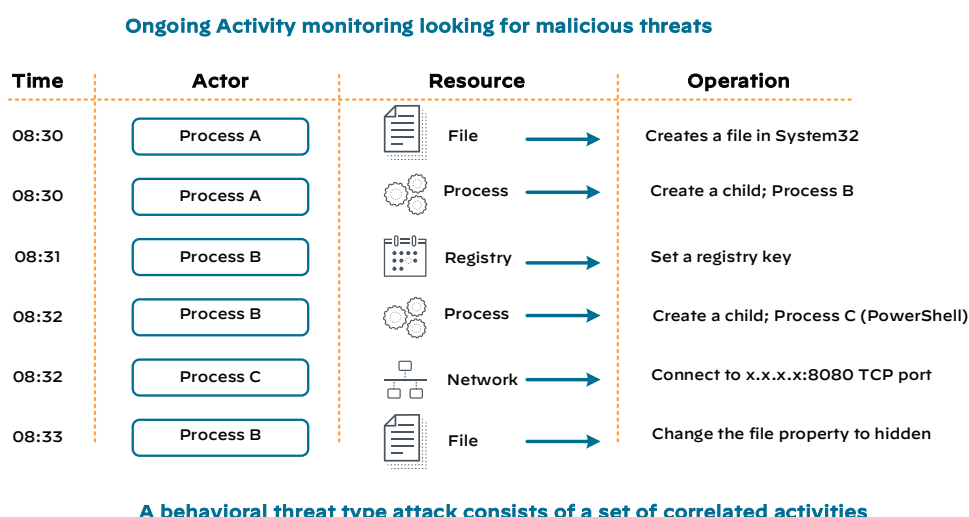 Ongoing Activity monitoring looking for malicious threats
Time Actor Resource Operation
08:30 Process A File Creates a file in System32
08:30 Process A Process Create a child; Process B
08:31 Process B Registry Set a registry key
08:32 Process B Process Create a child; Process C (PowerShell)
08:32 Process C Network Connect to x.x.x.x:8080 TCP port
08:33 Process B File Change the file property to hidden
A behavioral threat type attack consists of a set of correlated activities